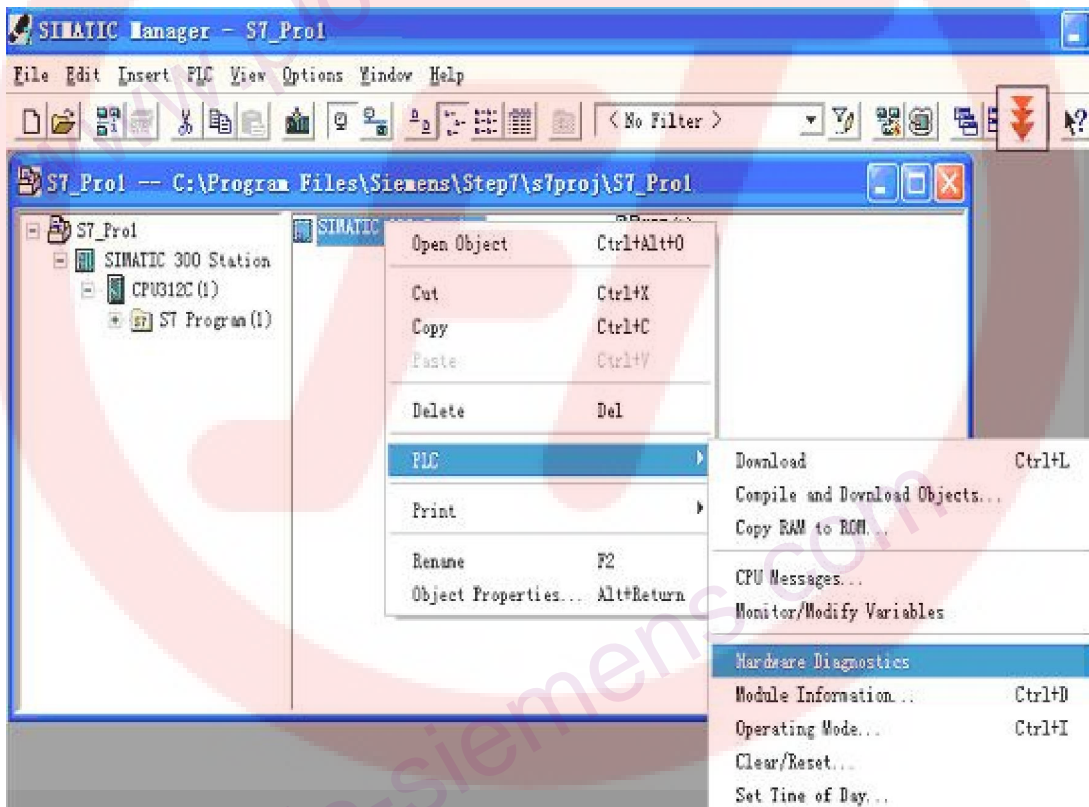 SIMATIC Manager - S7_Pro1
File Edit Insert PLC View Options Window Help
< No Filter >
S7_Pro1 -- C:\Program Files\Siemens\Step7\s7proj\S7_Pro1
S7_Pro1
SIMATIC 300 Station
CPU312C(1)
S7 Program(1)
SIMATIC
Open Object Ctrl+Alt+O
Cut Ctrl+X
Copy Ctrl+C
Paste Ctrl+V
Delete Del
PLC
Print
Rename F2
Object Properties... Alt+Return
Download Ctrl+L
Compile and Download Objects...
Copy RAM to ROM...
CPU Messages...
Monitor/Modify Variables
Hardware Diagnostics
Module Information... Ctrl+D
Operating Mode... Ctrl+I
Clear/Reset...
Set Time of Day...